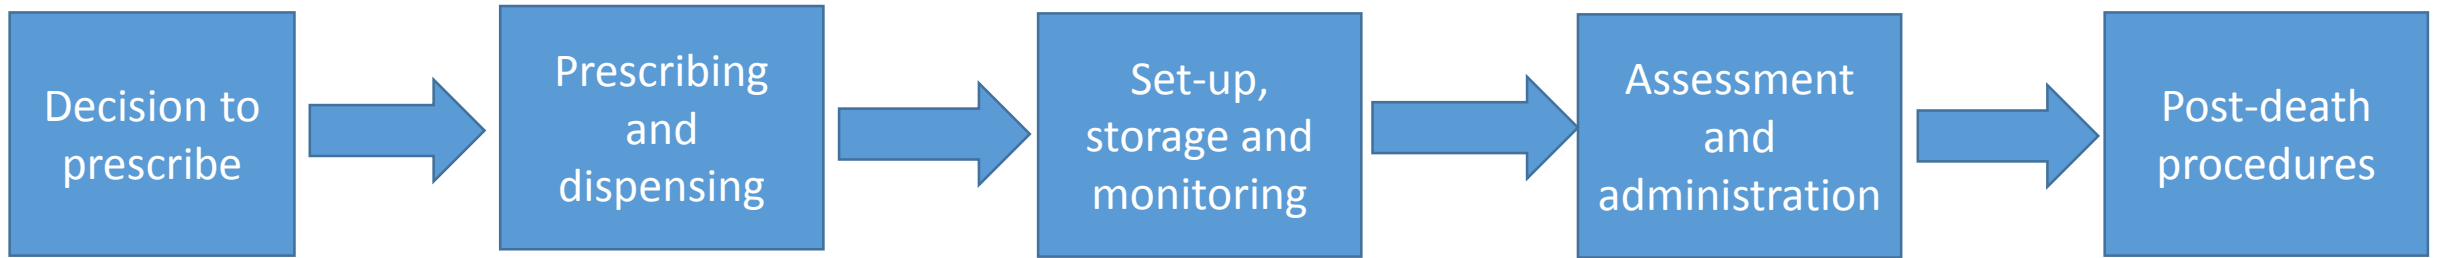 Decision to
prescribe
Prescribing
and
dispensing
Set-up,
storage and
monitoring
Assessment
and
administration
Post-death
procedures